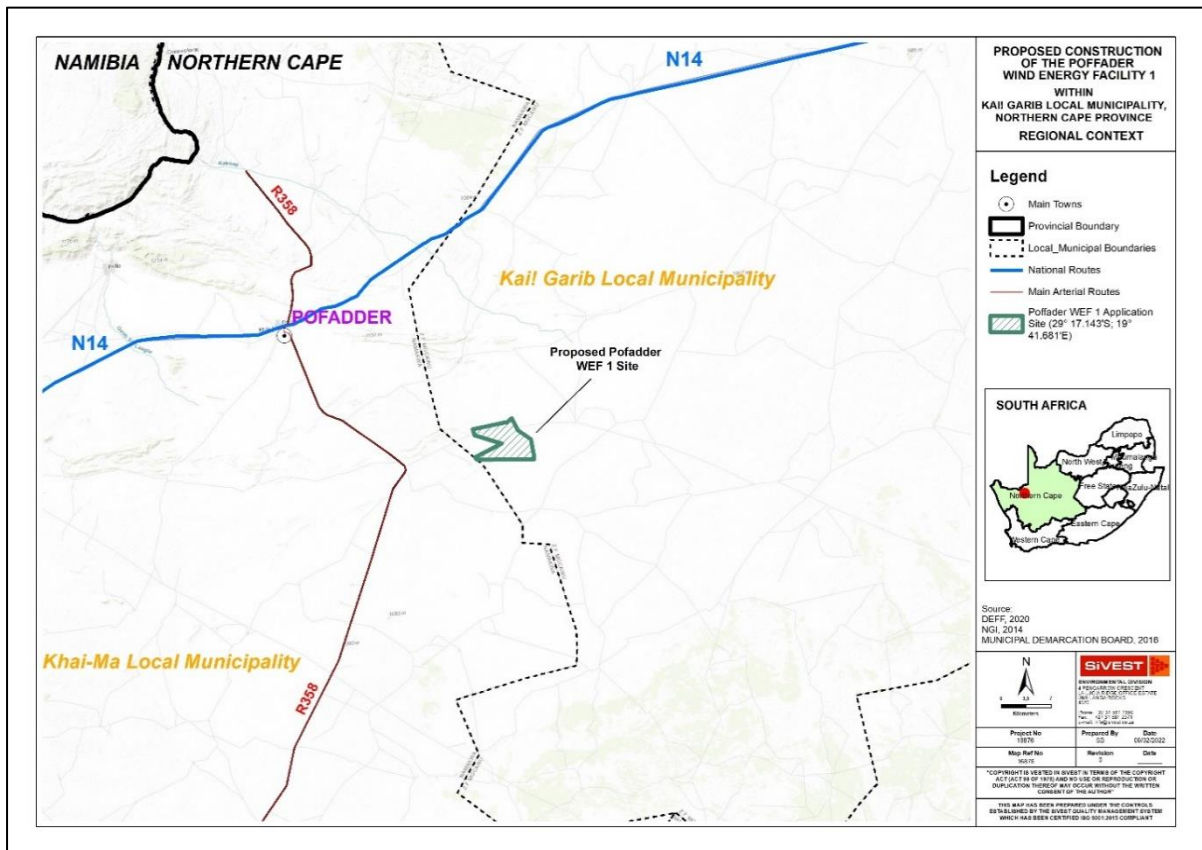 NAMIBIA
NORTHERN CAPE
N14
R358
Kai! Garib Local Municipality
POFADDER
N14
Proposed Pofadder
WEF 1 Site
Khai-Ma Local Municipality
R358
PROPOSED CONSTRUCTION
OF THE POFFADER
WIND ENERGY FACILITY 1
WITHIN
KAI! GARIB LOCAL MUNICIPALITY,
NORTHERN CAPE PROVINCE
REGIONAL CONTEXT
Legend
Main Towns
Provincial Boundary
Local_Municipal Boundaries
National Routes
Main Arterial Routes
Poffader WEF 1 Application
Site (29° 17.143'S; 19°
41.681'E)
SOUTH AFRICA
Limpopo
North West
Free State
Northern Cape
Eastern Cape
Western Cape
Source:
DEFF, 2020
NGI, 2014
MUNICIPAL DEMARCATION BOARD, 2016
N
Kilometers
SiVEST
ENVIRONMENTAL DIVISION
Project No
Prepared By
Date
Map Ref No
Revision
Date
"COPYRIGHT IS VESTED IN SIVEST IN TERMS OF THE COPYRIGHT
ACT (ACT 98 OF 1978) AND NO USE OR REPRODUCTION OR
DUPLICATION THEREOF MAY OCCUR WITHOUT THE WRITTEN
CONSENT OF THE AUTHOR"
THIS MAP HAS BEEN PREPARED UNDER THE CONTROLS
ESTABLISHED BY THE SIVEST QUALITY MANAGEMENT SYSTEM
WHICH HAS BEEN CERTIFIED ISO 9001:2015 COMPLIANT